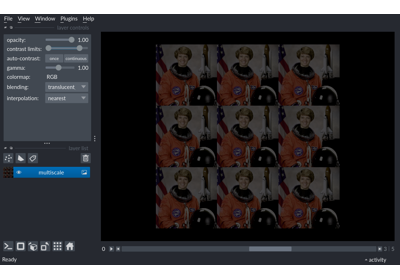 File View Window Plugins Help
layer controls
opacity: 1.00
contrast limits:
auto-contrast: once continuous
gamma: 1.00
colormap: RGB
blending: translucent
interpolation: nearest
layer list
multiscale
0
Ready
activity